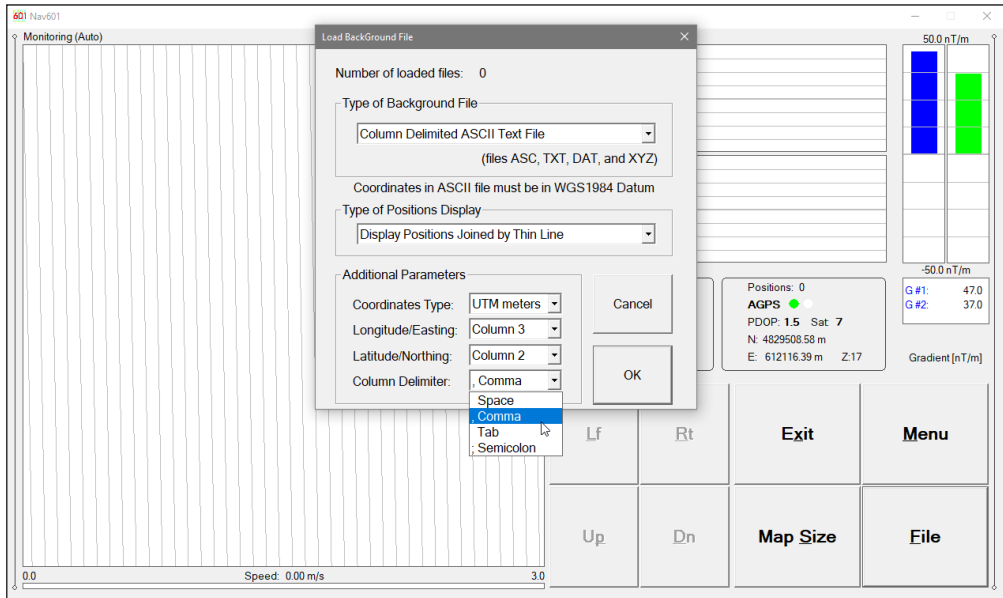 601 Nav601
Monitoring (Auto)
Load BackGround File
Number of loaded files: 0
Type of Background File
Column Delimited ASCII Text File
(files ASC, TXT, DAT, and XYZ)
Coordinates in ASCII file must be in WGS1984 Datum
Type of Positions Display
Display Positions Joined by Thin Line
Additional Parameters
Coordinates Type: UTM meters
Longitude/Easting: Column 3
Latitude/Northing: Column 2
Column Delimiter: , Comma
Space
, Comma
Tab
; Semicolon
Cancel
OK
50.0 nT/m
-50.0 nT/m
G #1: 47.0
G #2: 37.0
Gradient [nT/m]
Positions: 0
AGPS
PDOP: 1.5 Sat: 7
N: 4829508.58 m
E: 612116.39 m Z:17
Lf
Rt
Exit
Menu
Up
Dn
Map Size
File
0.0 Speed: 0.00 m/s 3.0